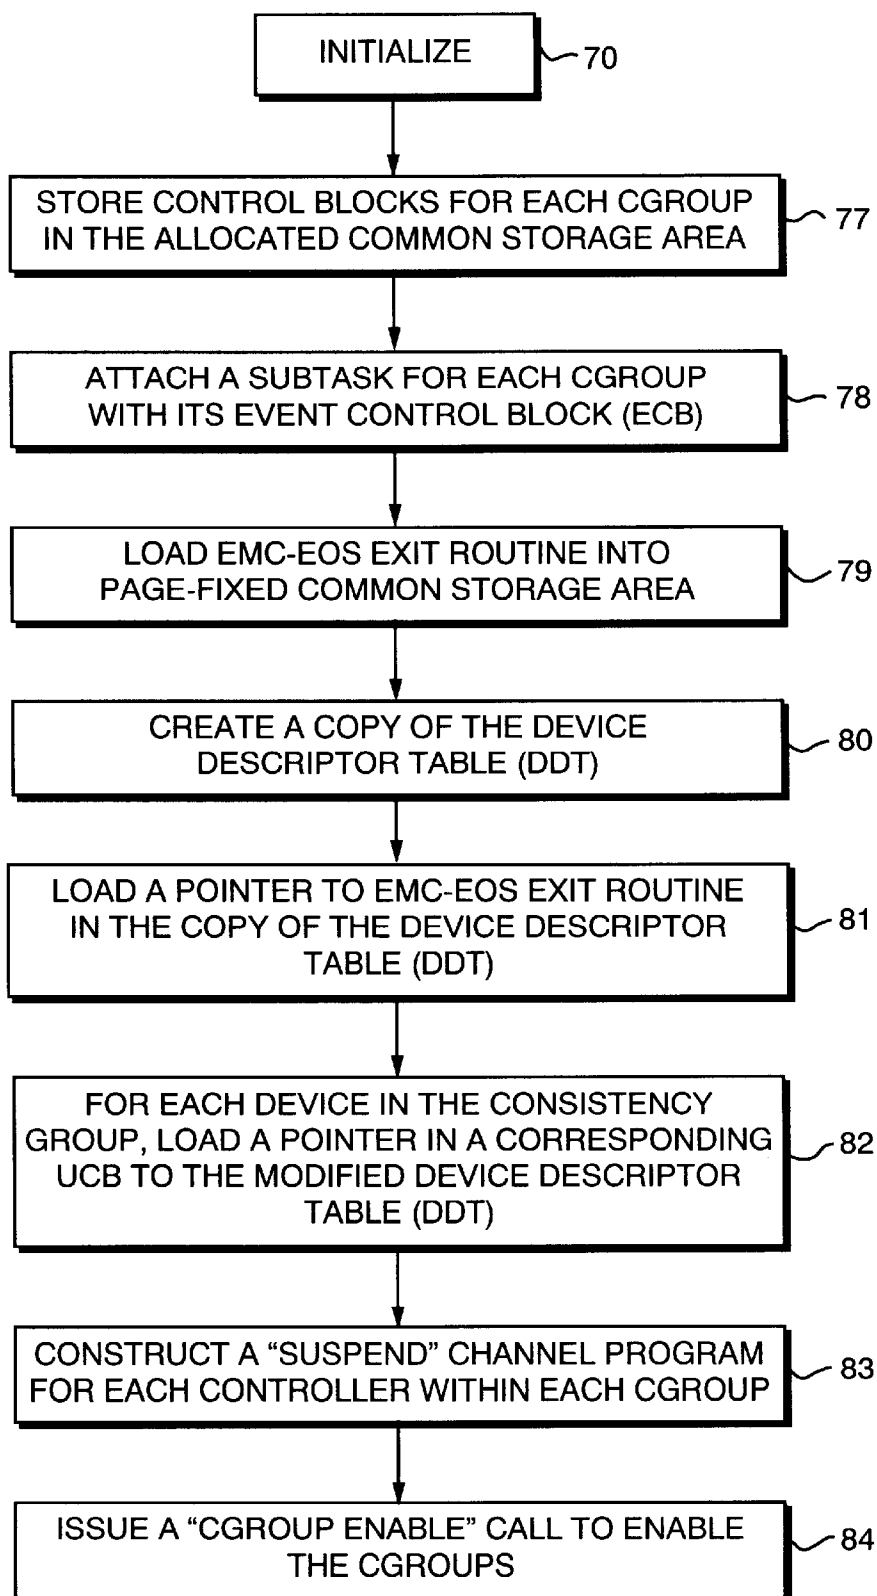 INITIALIZE
70
STORE CONTROL BLOCKS FOR EACH CGROUP
IN THE ALLOCATED COMMON STORAGE AREA
77
ATTACH A SUBTASK FOR EACH CGROUP
WITH ITS EVENT CONTROL BLOCK (ECB)
78
LOAD EMC-EOS EXIT ROUTINE INTO
PAGE-FIXED COMMON STORAGE AREA
79
CREATE A COPY OF THE DEVICE
DESCRIPTOR TABLE (DDT)
80
LOAD A POINTER TO EMC-EOS EXIT ROUTINE
IN THE COPY OF THE DEVICE DESCRIPTOR
TABLE (DDT)
81
FOR EACH DEVICE IN THE CONSISTENCY
GROUP, LOAD A POINTER IN A CORRESPONDING
UCB TO THE MODIFIED DEVICE DESCRIPTOR
TABLE (DDT)
82
CONSTRUCT A “SUSPEND” CHANNEL PROGRAM
FOR EACH CONTROLLER WITHIN EACH CGROUP
83
ISSUE A “CGROUP ENABLE” CALL TO ENABLE
THE CGROUPS
84